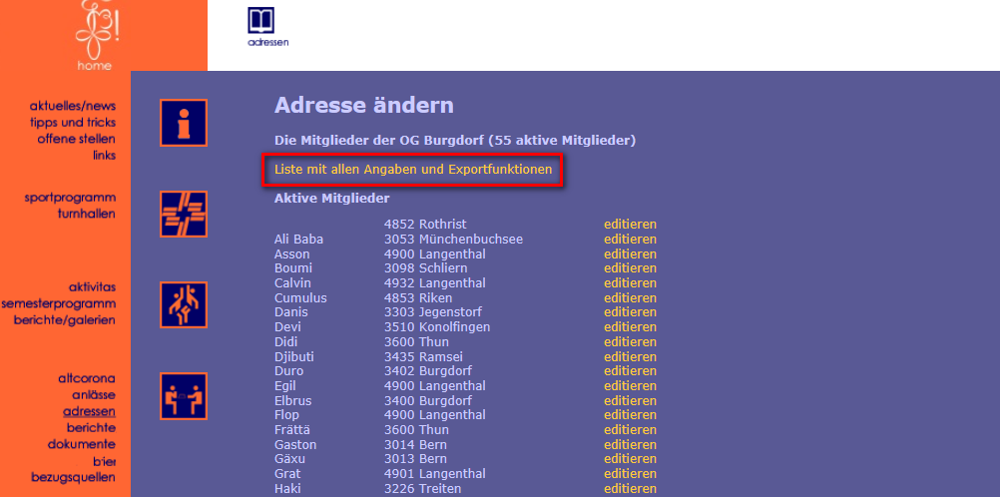 home
adressen
aktuelles/news
tipps und tricks
offene stellen
links
sportprogramm
turnhallen
aktivitas
semesterprogramm
berichte/galerien
altcorona
anlässe
adressen
berichte
dokumente
bier
bezugsquellen
Adresse ändern
Die Mitglieder der OG Burgdorf (55 aktive Mitglieder)
Liste mit allen Angaben und Exportfunktionen
Aktive Mitglieder
4852 Rothrist editieren
Ali Baba 3053 Münchenbuchsee editieren
Asson 4900 Langenthal editieren
Boumi 3098 Schliern editieren
Calvin 4932 Langenthal editieren
Cumulus 4853 Riken editieren
Danis 3303 Jegenstorf editieren
Devi 3510 Konolfingen editieren
Didi 3600 Thun editieren
Djibuti 3435 Ramsei editieren
Duro 3402 Burgdorf editieren
Egil 4900 Langenthal editieren
Elbrus 3400 Burgdorf editieren
Flop 4900 Langenthal editieren
Frättä 3600 Thun editieren
Gaston 3014 Bern editieren
Gäxu 3013 Bern editieren
Grat 4901 Langenthal editieren
Haki 3226 Treiten editieren